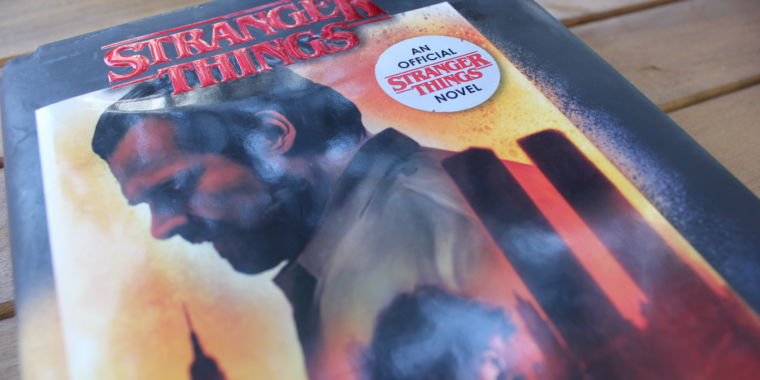 STRANGER
THINGS
AN
OFFICIAL
STRANGER
THINGS
NOVEL